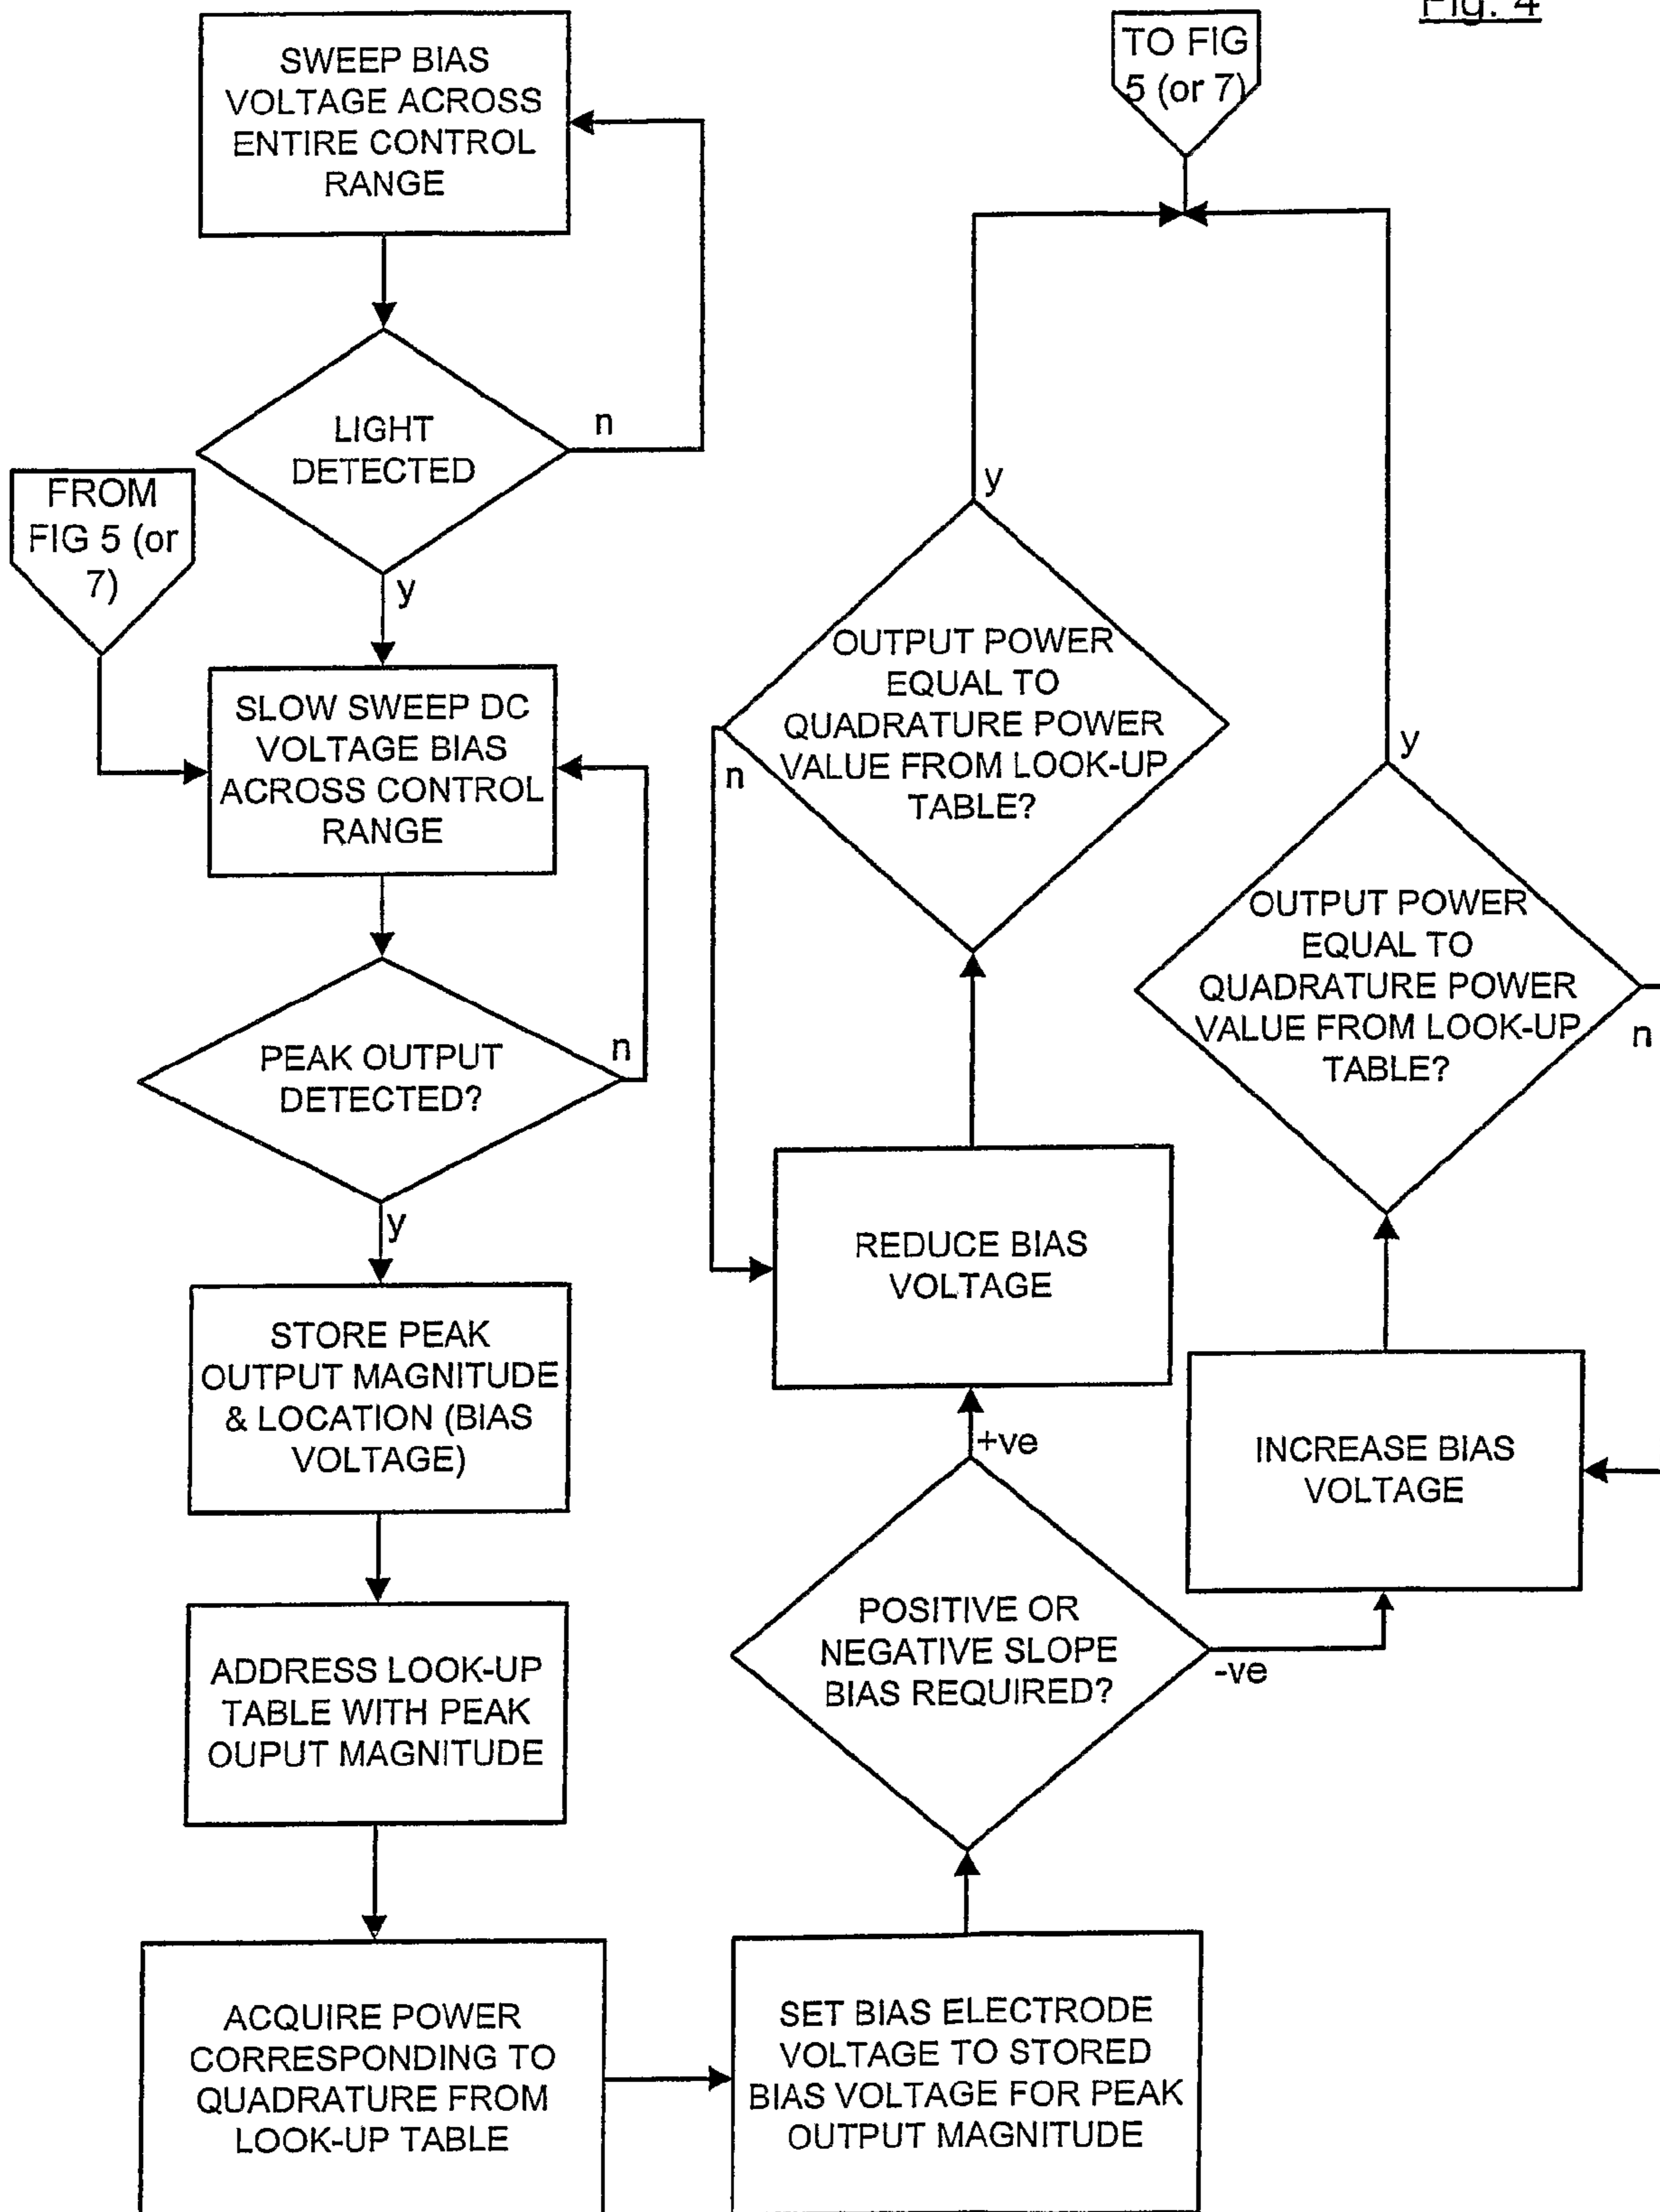 Fig. 4
SWEEP BIAS
VOLTAGE ACROSS
ENTIRE CONTROL
RANGE
LIGHT
DETECTED
n
y
FROM
FIG 5 (or
7)
SLOW SWEEP DC
VOLTAGE BIAS
ACROSS CONTROL
RANGE
PEAK OUTPUT
DETECTED?
n
y
STORE PEAK
OUTPUT MAGNITUDE
& LOCATION (BIAS
VOLTAGE)
ADDRESS LOOK-UP
TABLE WITH PEAK
OUPUT MAGNITUDE
ACQUIRE POWER
CORRESPONDING TO
QUADRATURE FROM
LOOK-UP TABLE
SET BIAS ELECTRODE
VOLTAGE TO STORED
BIAS VOLTAGE FOR PEAK
OUTPUT MAGNITUDE
POSITIVE OR
NEGATIVE SLOPE
BIAS REQUIRED?
+ve
-ve
REDUCE BIAS
VOLTAGE
OUTPUT POWER
EQUAL TO
QUADRATURE POWER
VALUE FROM LOOK-UP
TABLE?
n
y
INCREASE BIAS
VOLTAGE
OUTPUT POWER
EQUAL TO
QUADRATURE POWER
VALUE FROM LOOK-UP
TABLE?
n
y
TO FIG
5 (or 7)